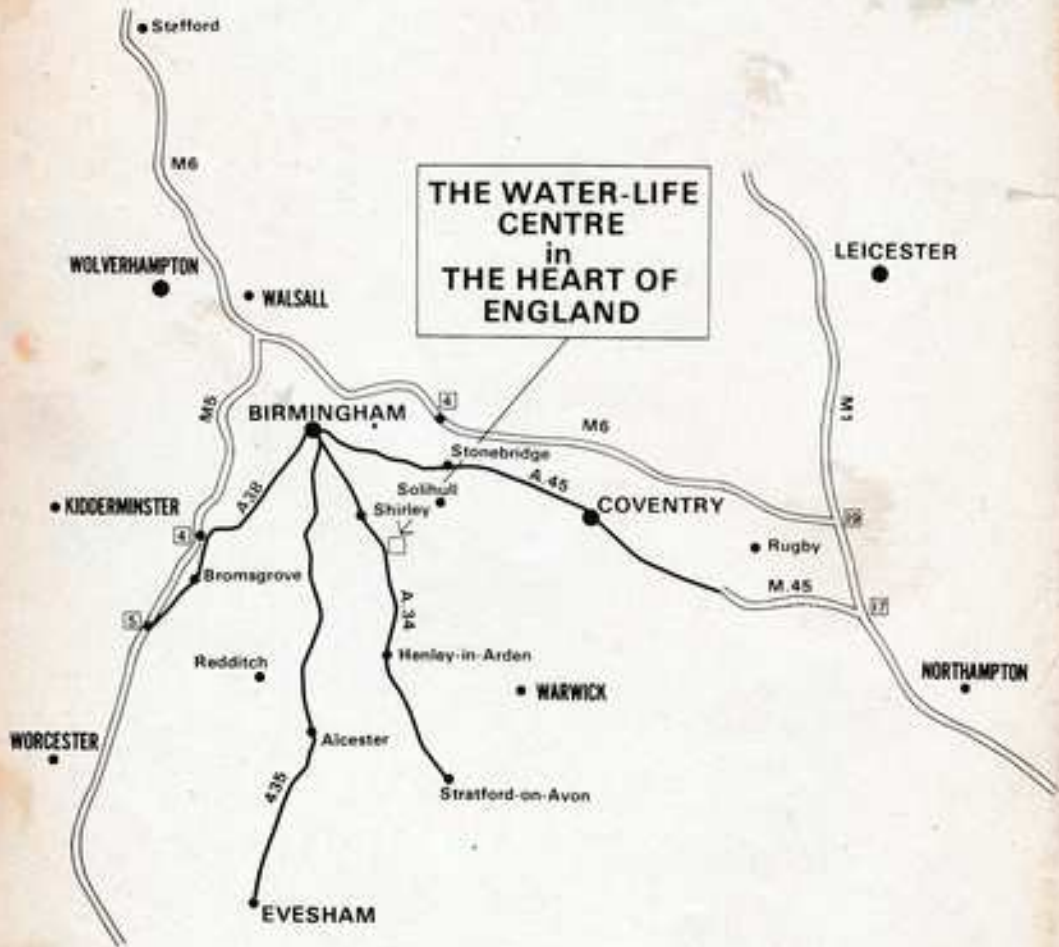 Stafford
M6
THE WATER-LIFE
CENTRE
in
THE HEART OF
ENGLAND
LEICESTER
WOLVERHAMPTON
WALSALL
M5
M1
BIRMINGHAM
4
M6
Stonebridge
A.45
KIDDERMINSTER
A38
Solihull
Shirley
COVENTRY
19
4
Rugby
Bromsgrove
M.45
A.34
17
5
Redditch
Henley-in-Arden
WARWICK
NORTHAMPTON
WORCESTER
Alcester
435
Stratford-on-Avon
EVESHAM